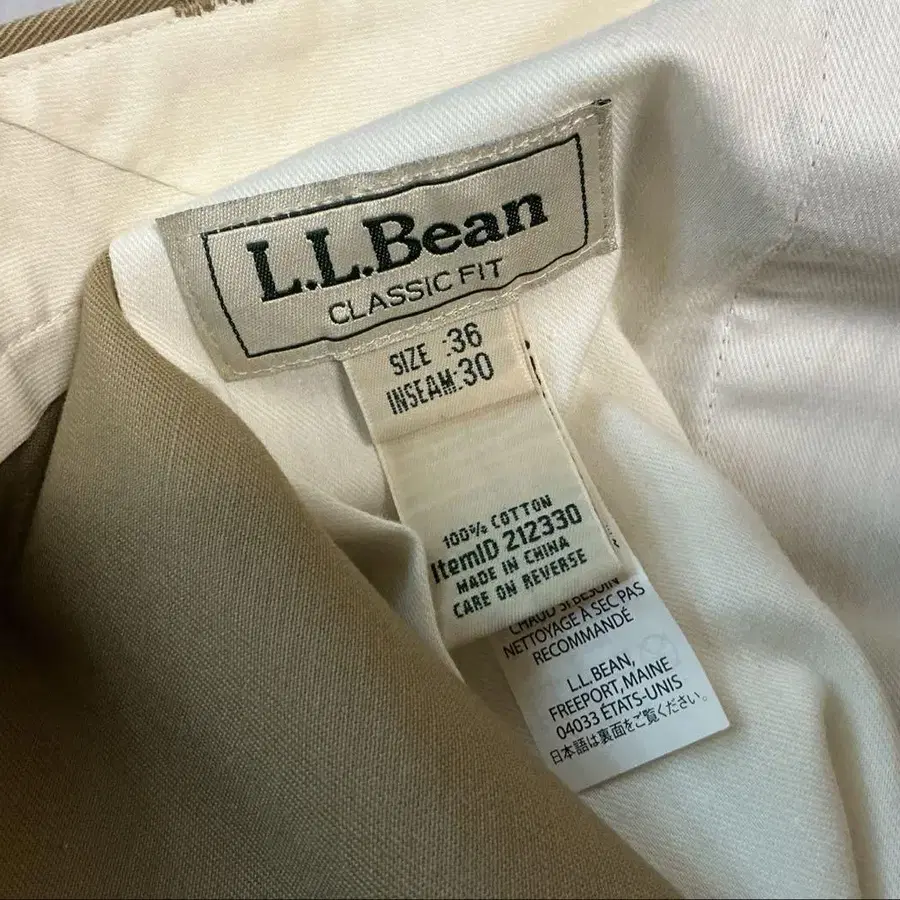 L.L.Bean
CLASSIC FIT
SIZE :36
INSEAM:30
100% COTTON
ItemID 212330
MADE IN CHINA
CARE ON REVERSE
CHAUD SI BESOIN
NETTOYAGE À SEC PAS
RECOMMANDÉ
L.L.BEAN,
FREEPORT, MAINE
04033 ÉTATS-UNIS
日本語は裏面をご覧ください。